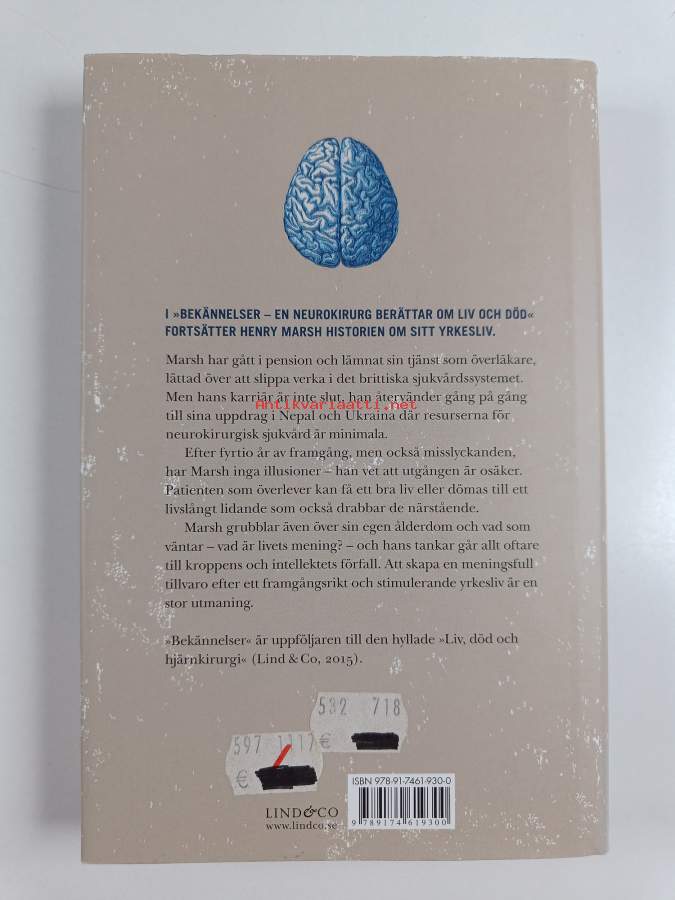 I »BEKÄNNELSER – EN NEUROKIRURG BERÄTTAR OM LIV OCH DÖD«
FORTSÄTTER HENRY MARSH HISTORIEN OM SITT YRKESLIV.
Marsh har gått i pension och lämnat sin tjänst som överläkare,
lättad över att slippa verka i det brittiska sjukvårdssystemet.
Men hans karriär är inte slut, han återvänder gång på gång
Antikvariaatti.net
till sina uppdrag i Nepal och Ukraina där resurserna för
neurokirurgisk sjukvård är minimala.
Efter fyrtio år av framgång, men också misslyckanden,
har Marsh inga illusioner – han vet att utgången är osäker.
Patienten som överlever kan få ett bra liv eller dömas till ett
livslångt lidande som också drabbar de närstående.
Marsh grubblar även över sin egen ålderdom och vad som
väntar – vad är livets mening? – och hans tankar går allt oftare
till kroppens och intellektets förfall. Att skapa en meningsfull
tillvaro efter ett framgångsrikt och stimulerande yrkesliv är en
stor utmaning.
»Bekännelser« är uppföljaren till den hyllade »Liv, död och
hjärnkirurgi« (Lind & Co, 2015).
532 718
€
597 1117
€
ISBN 978-91-7461-930-0
9 789174 619300
LIND & CO
www.lindco.se